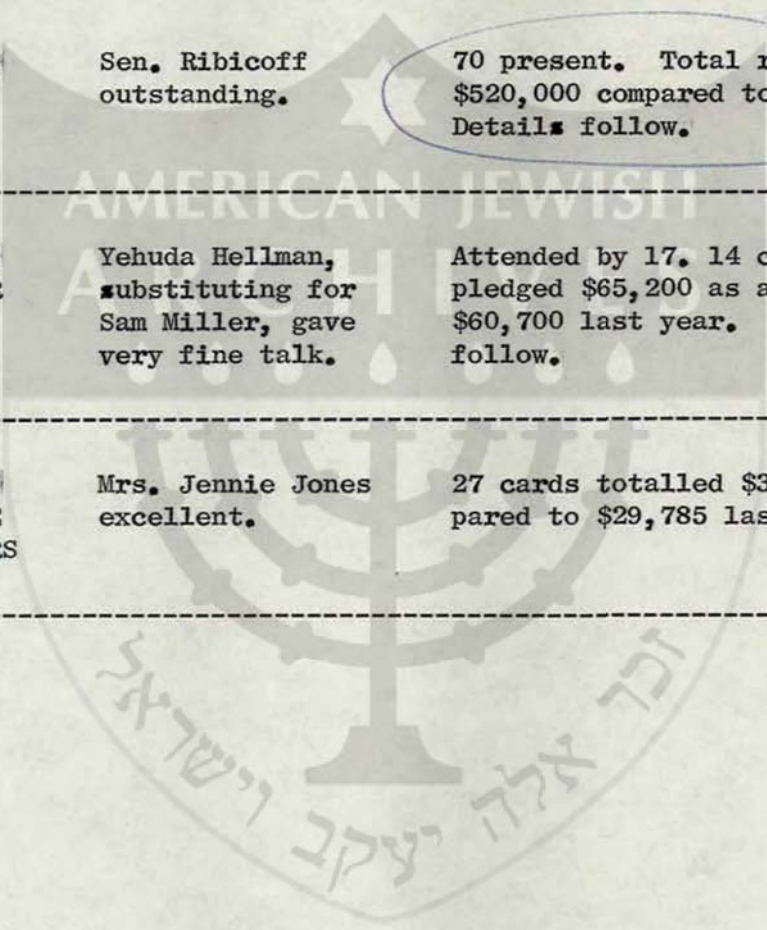 Sen. Ribicoff
outstanding.
70 present. Total
$520,000 compared to
Details follow.
AMERICAN JEWISH
ARCHIVES
Yehuda Hellman,
substituting for
Sam Miller, gave
very fine talk.
Attended by 17. 14
pledged $65,200 as
$60,700 last year.
follow.
Mrs. Jennie Jones
excellent.
27 cards totalled $3
pared to $29,785
זכר אלה יעקב וישראל